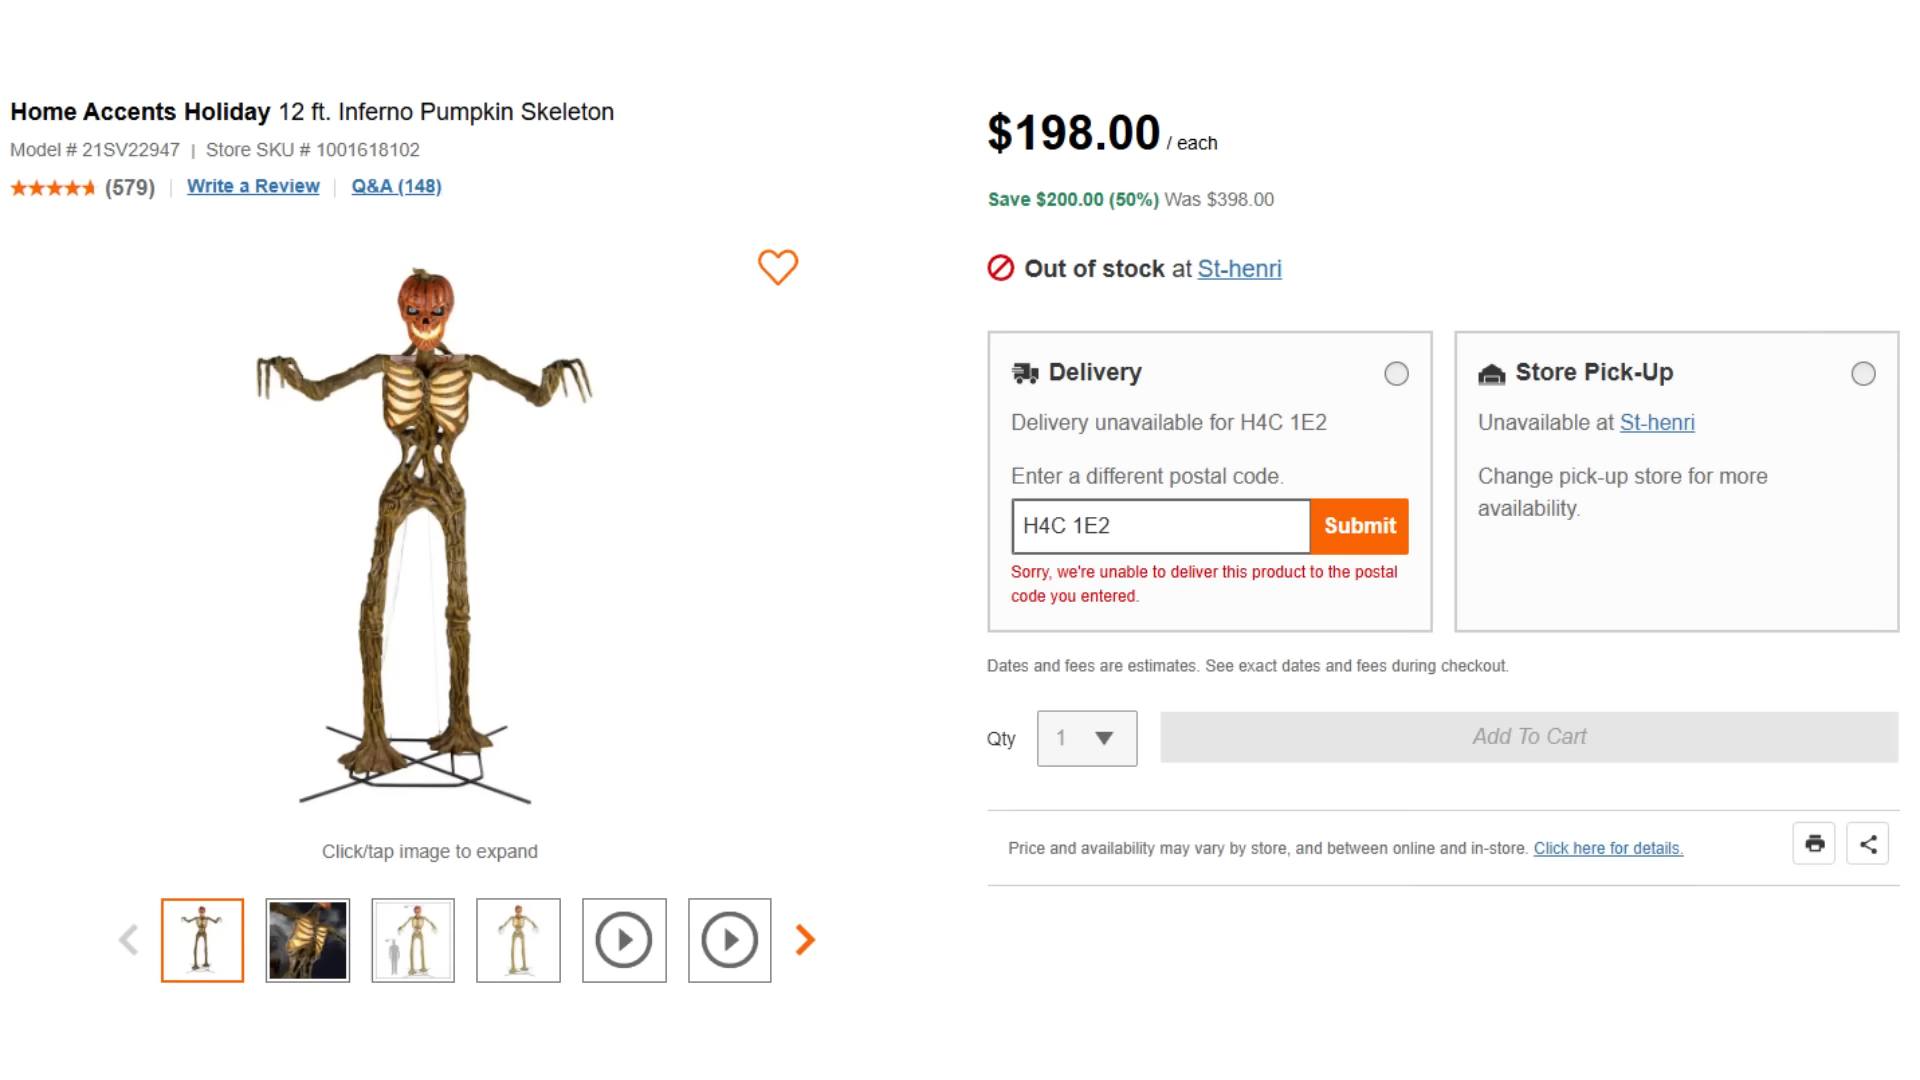 Home Accents Holiday 12 ft. Inferno Pumpkin Skeleton
Model # 21SV22947 | Store SKU # 1001618102
(579) | Write a Review | Q&A (148)
Click/tap image to expand
$198.00 / each
Save $200.00 (50%) Was $398.00
Out of stock at St-henri
Delivery
Delivery unavailable for H4C 1E2
Enter a different postal code.
H4C 1E2 Submit
Sorry, we're unable to deliver this product to the postal
code you entered.
Store Pick-Up
Unavailable at St-henri
Change pick-up store for more
availability.
Dates and fees are estimates. See exact dates and fees during checkout.
Qty 1 Add To Cart
Price and availability may vary by store, and between online and in-store. Click here for details.